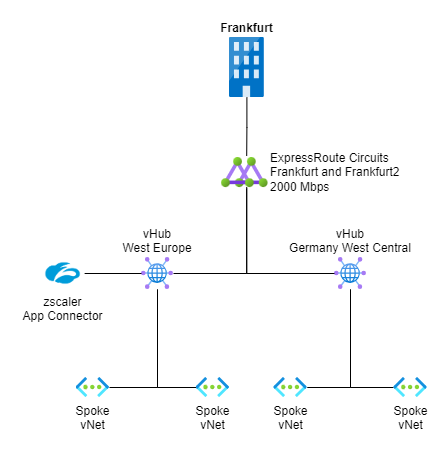 Frankfurt
ExpressRoute Circuits
Frankfurt and Frankfurt2
2000 Mbps
vHub
West Europe
vHub
Germany West Central
zscaler
App Connector
Spoke
vNet
Spoke
vNet
Spoke
vNet
Spoke
vNet